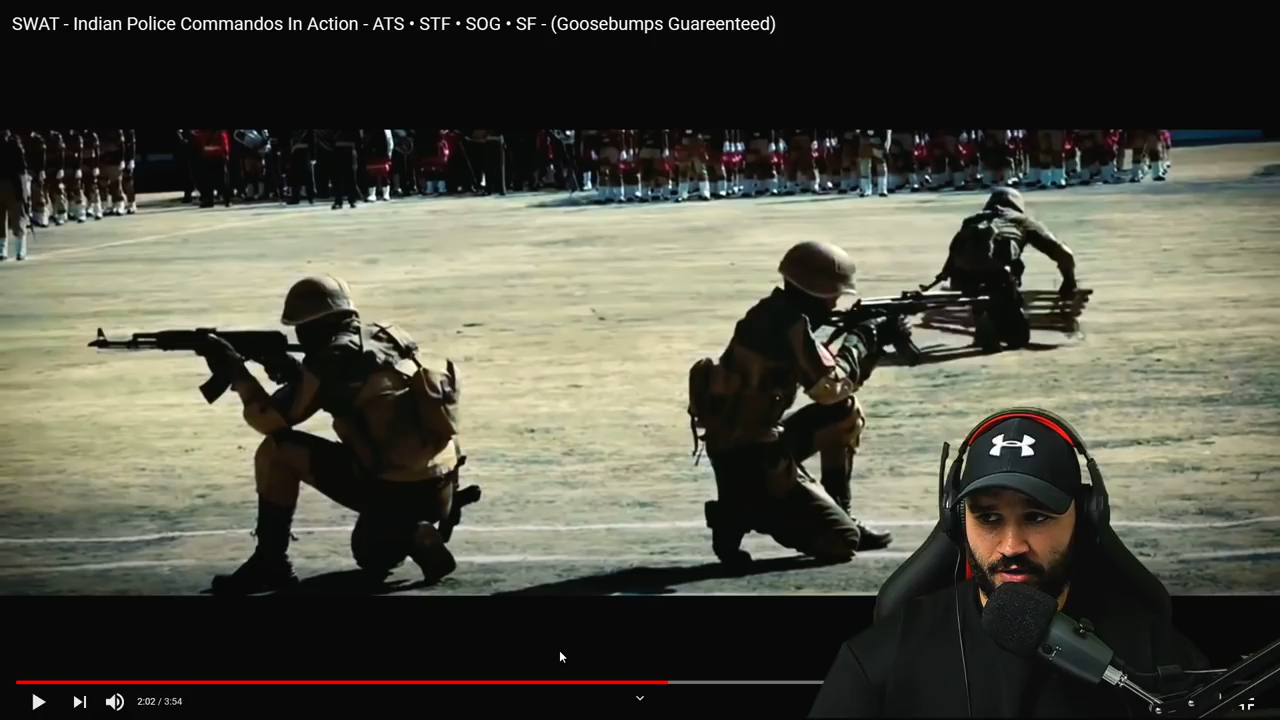 SWAT - Indian Police Commandos In Action - ATS • STF • SOG • SF - (Goosebumps Guareenteed)
2:02 / 3:54